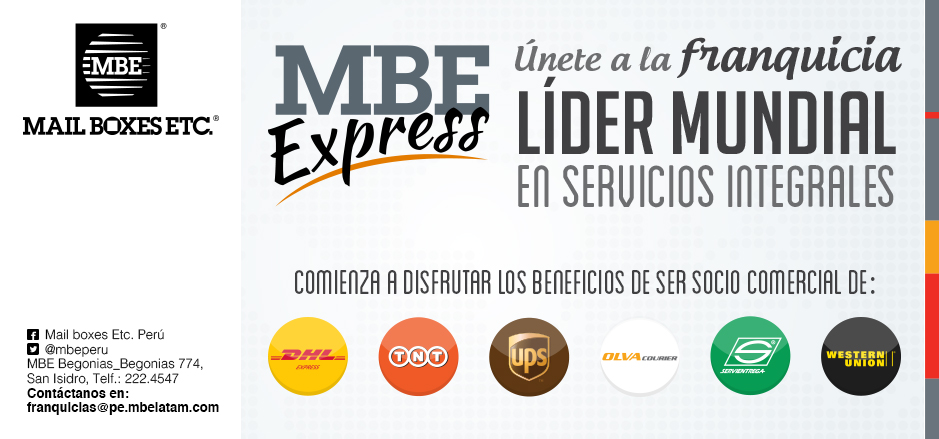 MBE
MAIL BOXES ETC.®
Mail boxes Etc. Perú
@mbeperu
MBE Begonias_Begonias 774,
San Isidro, Telf.: 222.4547
Contáctanos en:
franquicias@pe.mbelatam.com
MBE
Express
Únete a la franquicia
LÍDER MUNDIAL
EN SERVICIOS INTEGRALES
COMIENZA A DISFRUTAR LOS BENEFICIOS DE SER SOCIO COMERCIAL DE:
DHL
EXPRESS
TNT
UPS
OLVA COURIER
SERVIENTREGA
WESTERN
UNION